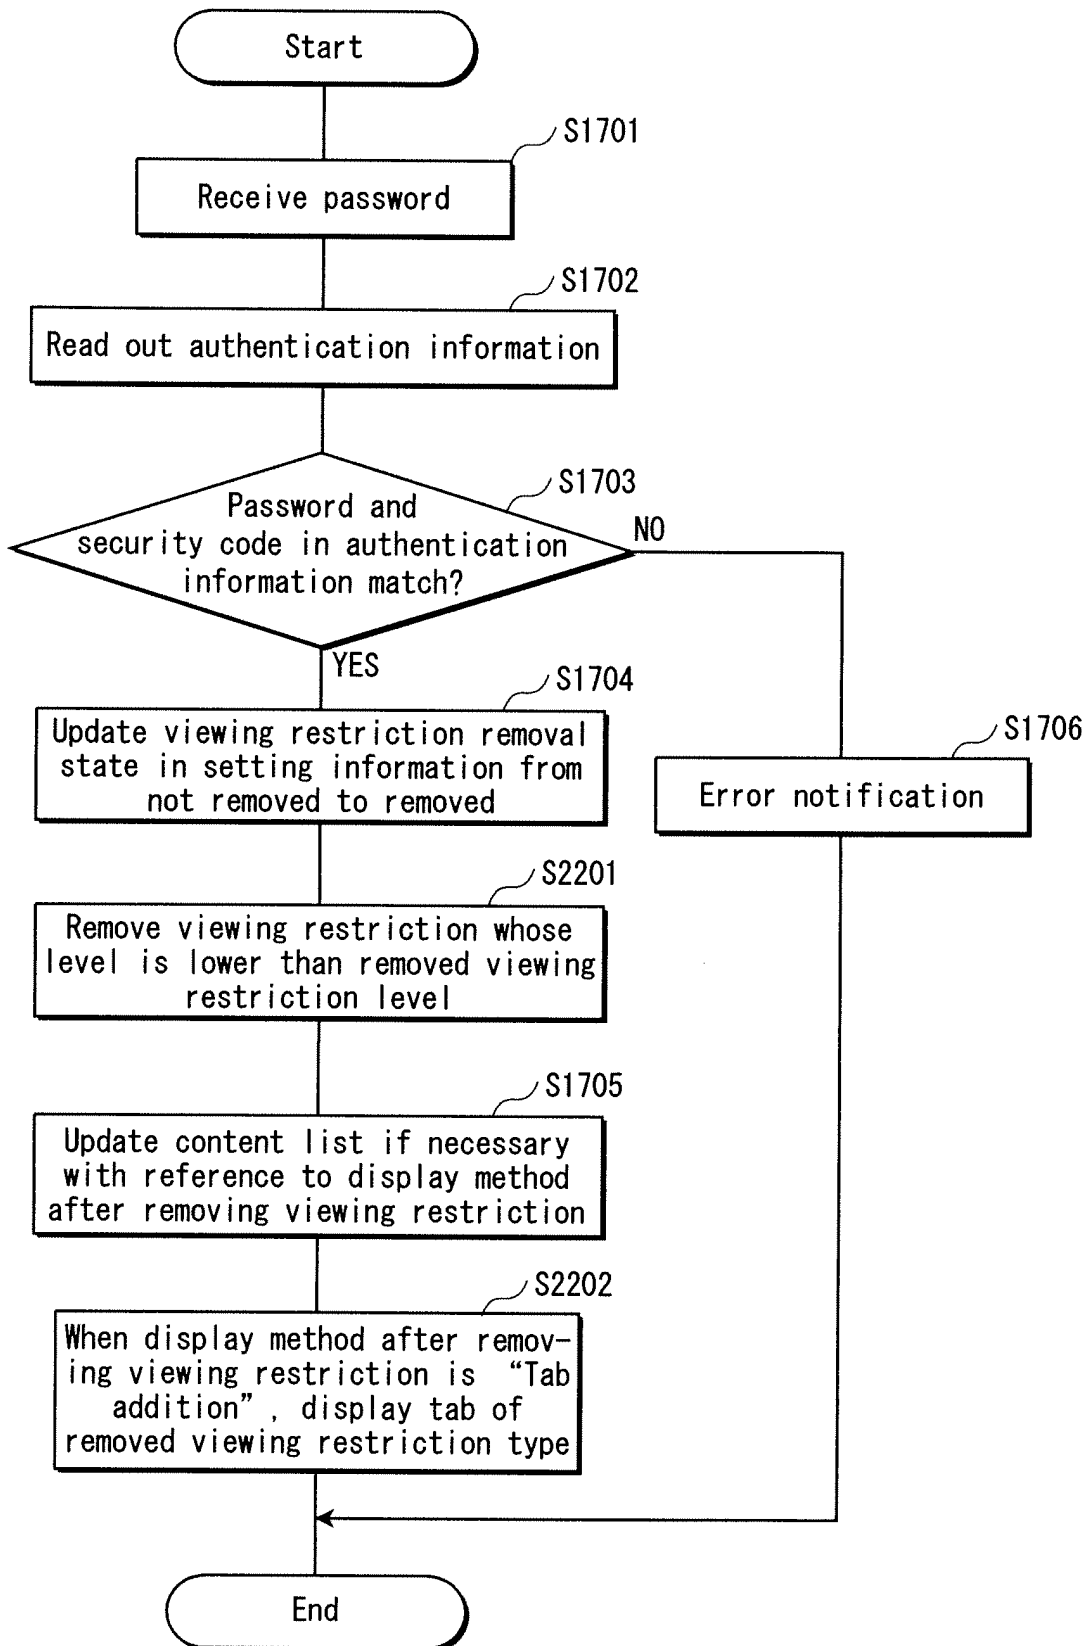 Start
S1701
Receive password
S1702
Read out authentication information
S1703
Password and
security code in authentication
information match?
NO
YES
S1704
Update viewing restriction removal
state in setting information from
not removed to removed
S1706
Error notification
S2201
Remove viewing restriction whose
level is lower than removed viewing
restriction level
S1705
Update content list if necessary
with reference to display method
after removing viewing restriction
S2202
When display method after remov-
ing viewing restriction is “Tab
addition”, display tab of
removed viewing restriction type
End